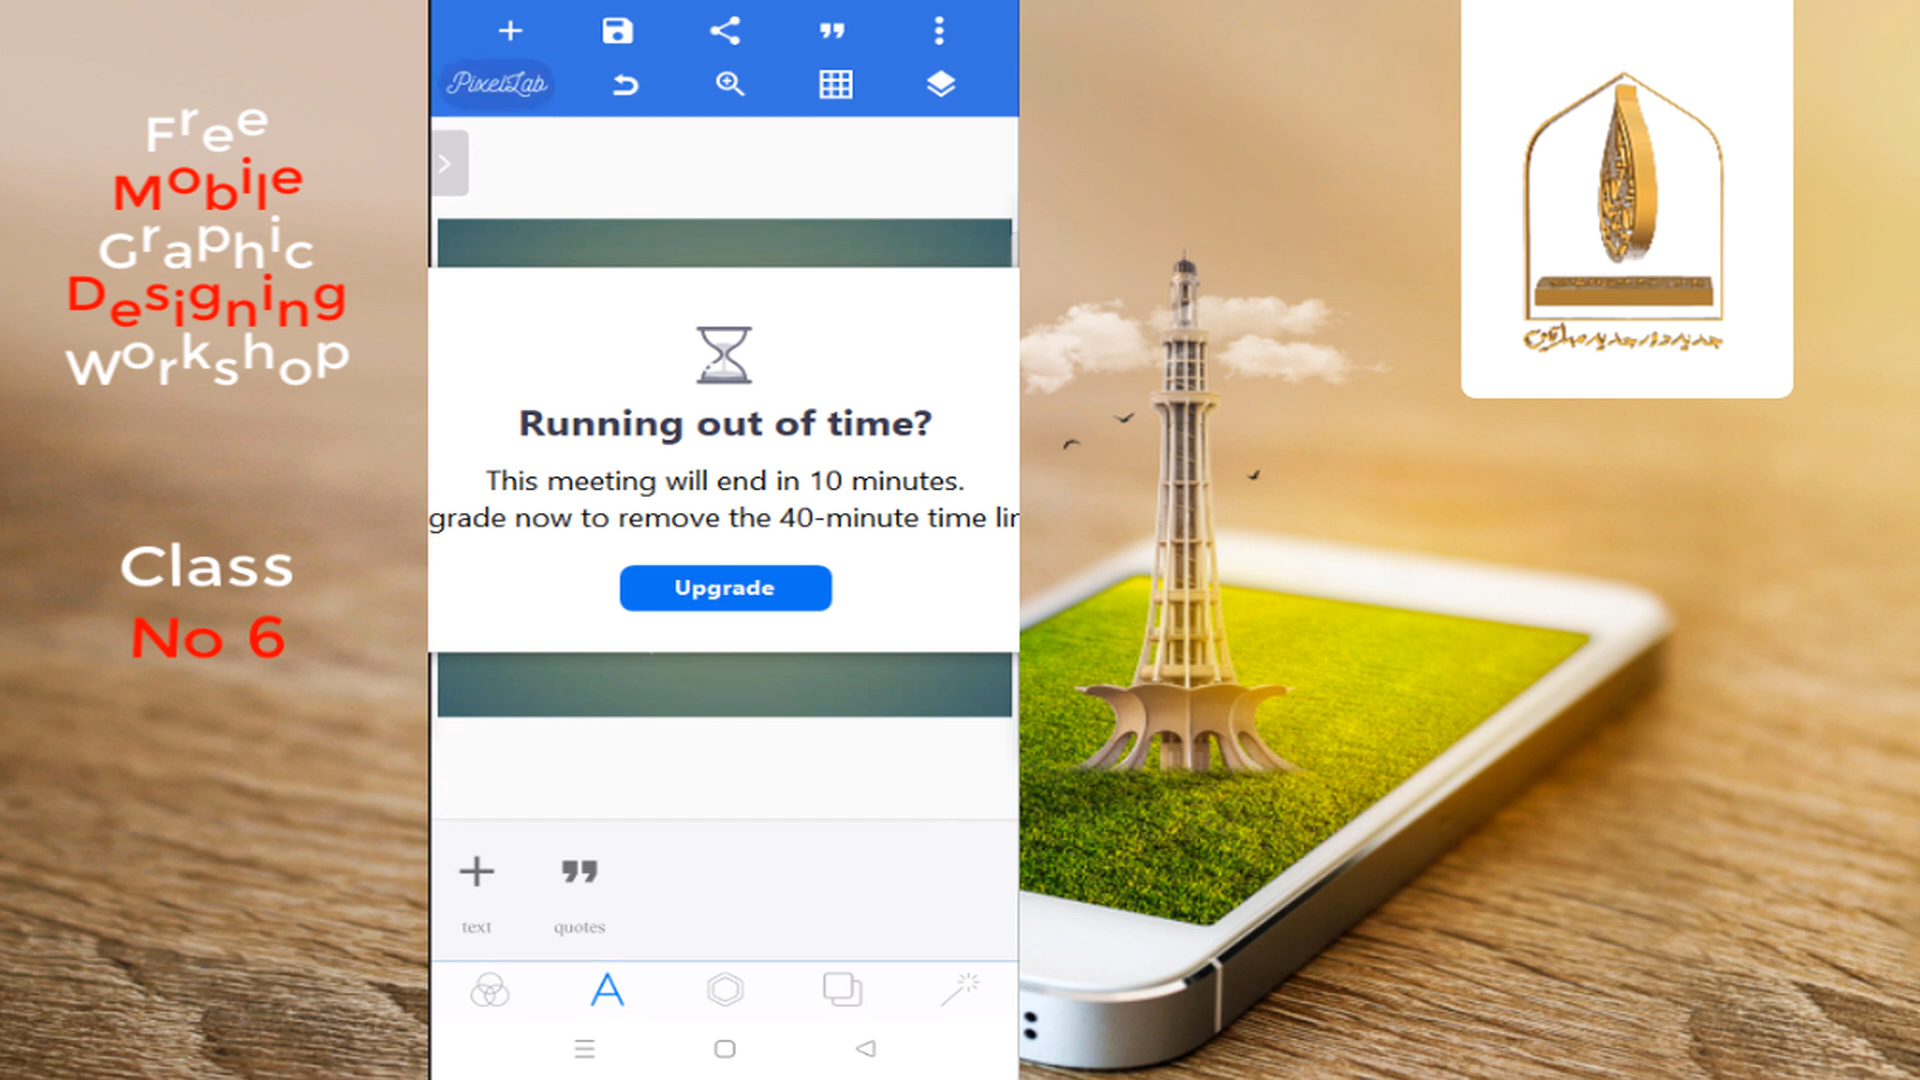 Free
Mobile
Graphic
Designing
Workshop
Class
No 6
PixelLab
Running out of time?
This meeting will end in 10 minutes.
grade now to remove the 40-minute time lir
Upgrade
text
quotes